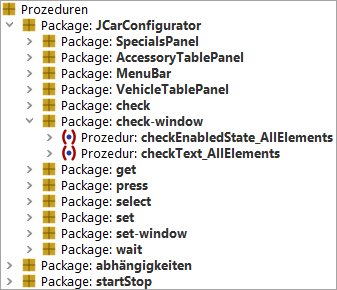 Prozeduren
Package: JCarConfigurator
Package: SpecialsPanel
Package: AccessoryTablePanel
Package: MenuBar
Package: VehicleTablePanel
Package: check
Package: check-window
Prozedur: checkEnabledState_AllElements
Prozedur: checkText_AllElements
Package: get
Package: press
Package: select
Package: set
Package: set-window
Package: wait
Package: abhängigkeiten
Package: startStop